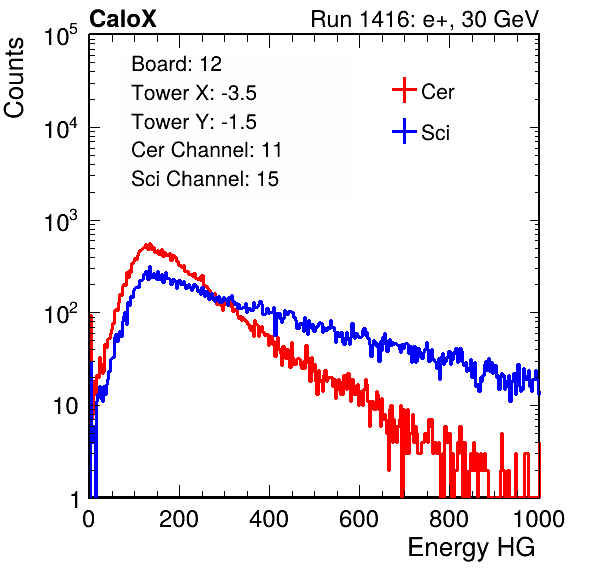 CaloX Run 1416: e+, 30 GeV
Counts
Board: 12
Tower X: -3.5
Tower Y: -1.5
Cer Channel: 11
Sci Channel: 15
Cer
Sci
10^5
10^4
10^3
10^2
10
1
0 200 400 600 800 1000
Energy HG